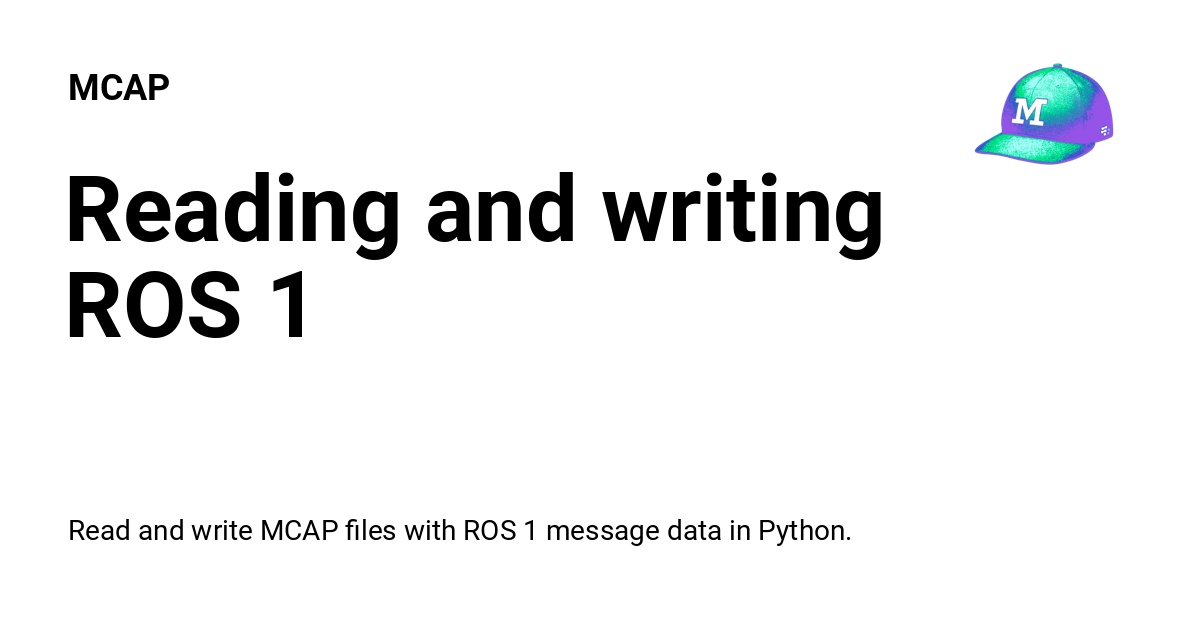 MCAP
M
Reading and writing
ROS 1
Read and write MCAP files with ROS 1 message data in Python.